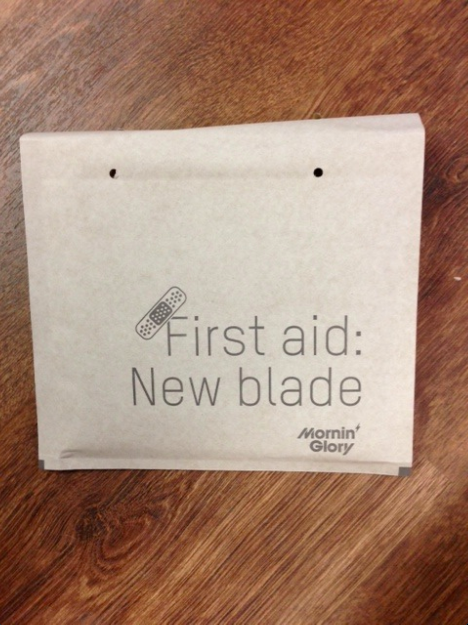 First aid:
New blade
Mornin'
Glory